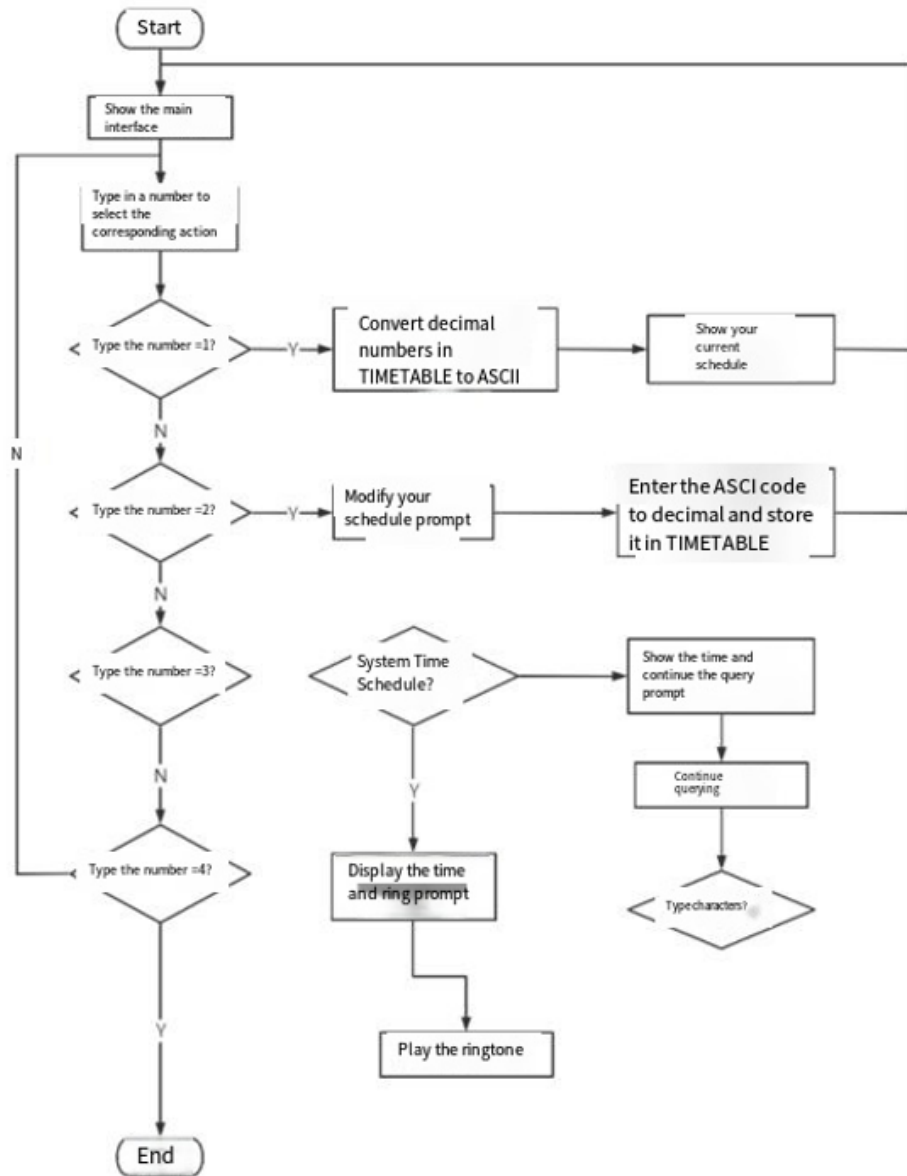 Start
Show the main
interface
Type in a number to
select the
corresponding action
Type the number =1?
Y
Convert decimal
numbers in
TIMETABLE to ASCII
Show your
current
schedule
N
N
Type the number =2?
Y
Modify your
schedule prompt
Enter the ASCI code
to decimal and store
it in TIMETABLE
N
Type the number =3?
System Time
Schedule?
Show the time and
continue the query
prompt
N
Y
Continue
querying
Type the number =4?
Display the time
and ring prompt
Type characters?
Y
Play the ringtone
End